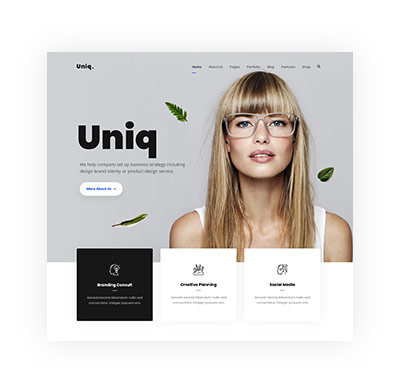 Uniq.
Home About Us Pages Portfolio Blog Features Shop
Uniq
We help company set up business strategy including
design brand identity or product design service.
More About Us
Branding Consult
Aenean lacinia bibendum nulla sed
consectetur. Integer posuere era.
Creative Planning
Aenean lacinia bibendum nulla sed
consectetur. Integer posuere era.
Social Media
Aenean lacinia bibendum nulla sed
consectetur. Integer posuere era.